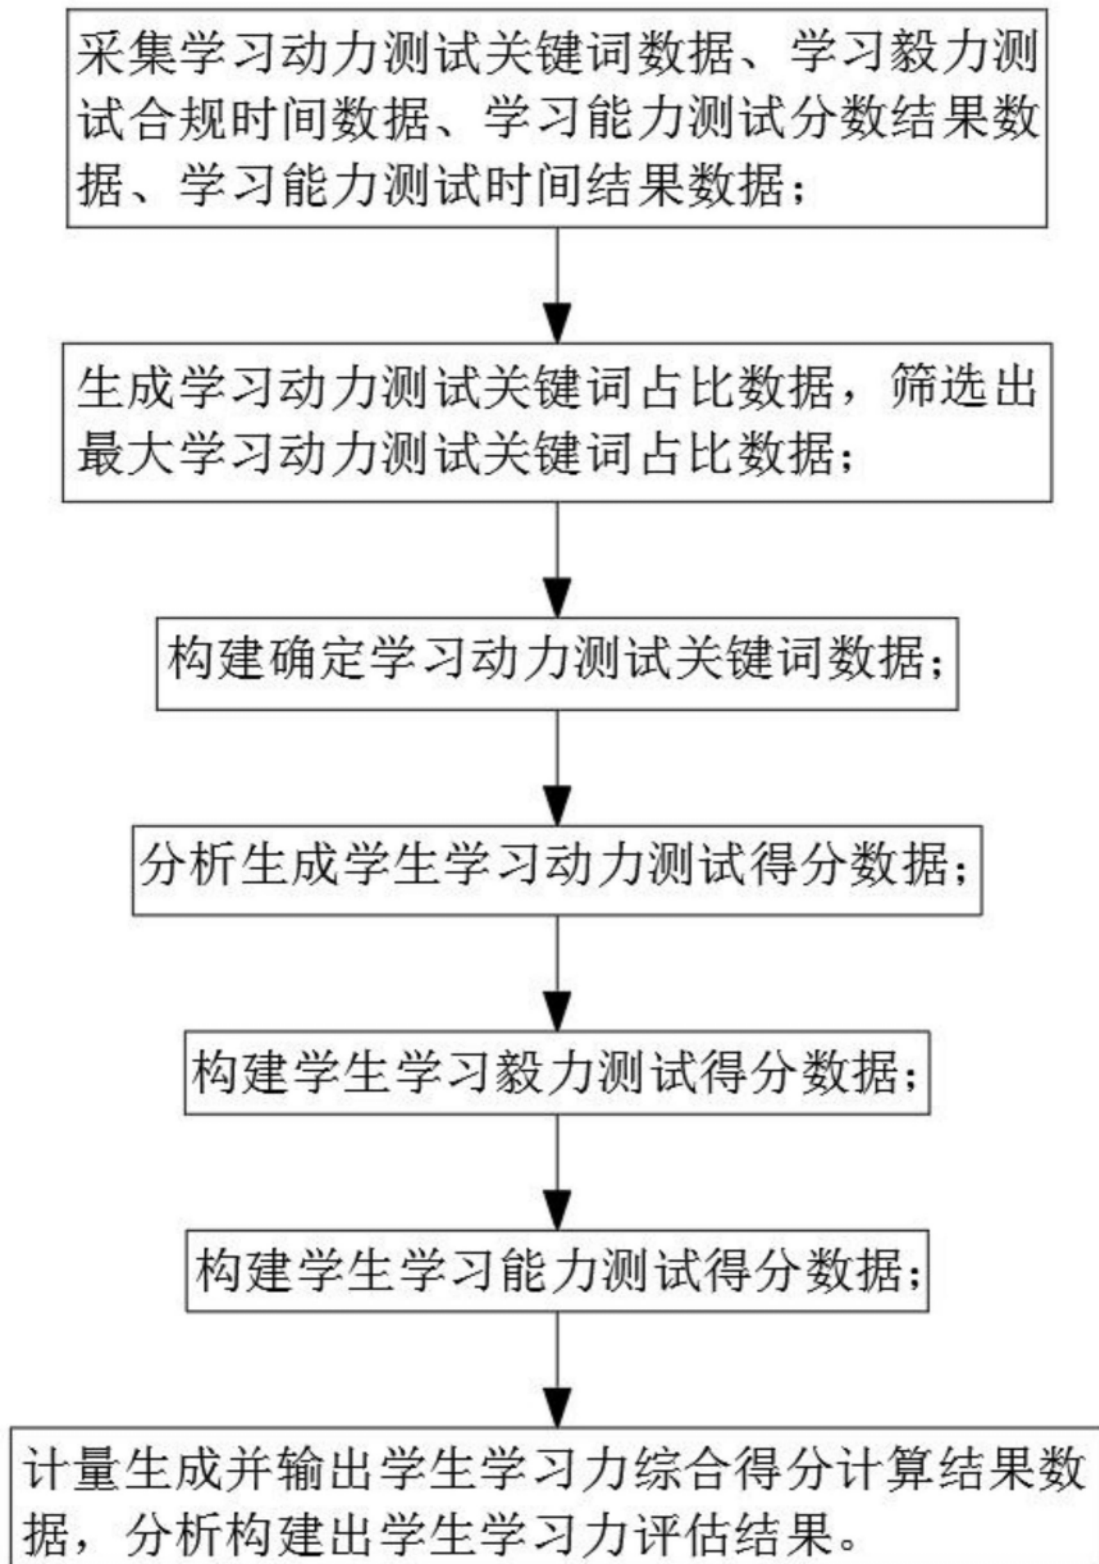 采集学习动力测试关键词数据、学习毅力测
试合规时间数据、学习能力测试分数结果数
据、学习能力测试时间结果数据；
生成学习动力测试关键词占比数据，筛选出
最大学习动力测试关键词占比数据；
构建确定学习动力测试关键词数据；
分析生成学生学习动力测试得分数据；
构建学生学习毅力测试得分数据；
构建学生学习能力测试得分数据；
计量生成并输出学生学习力综合得分计算结果数
据，分析构建出学生学习力评估结果。